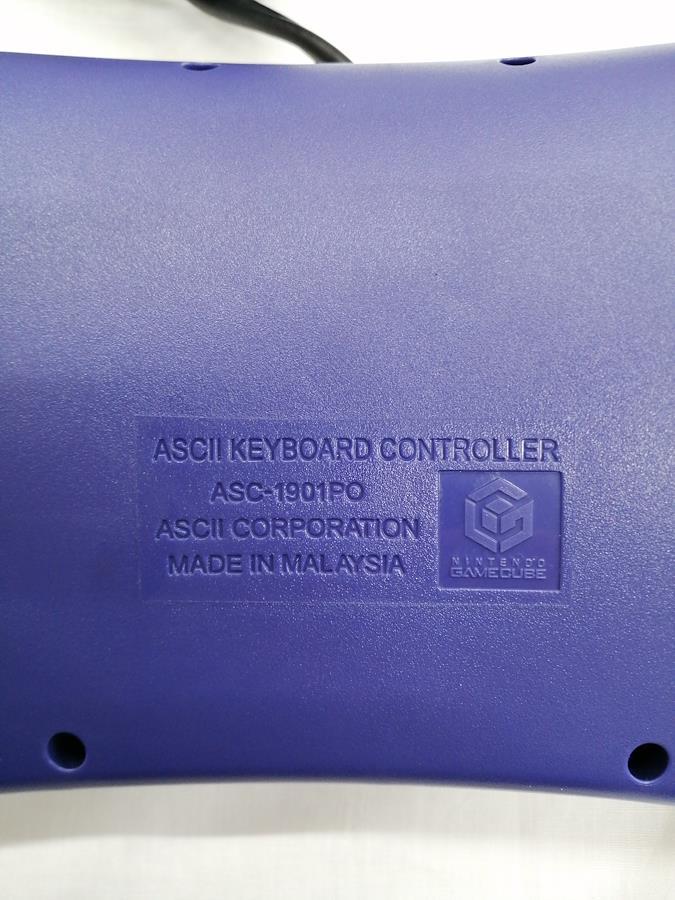 ASCII KEYBOARD CONTROLLER
ASC-1901PO
ASCII CORPORATION
MADE IN MALAYSIA
NINTENDO
GAMECUBE